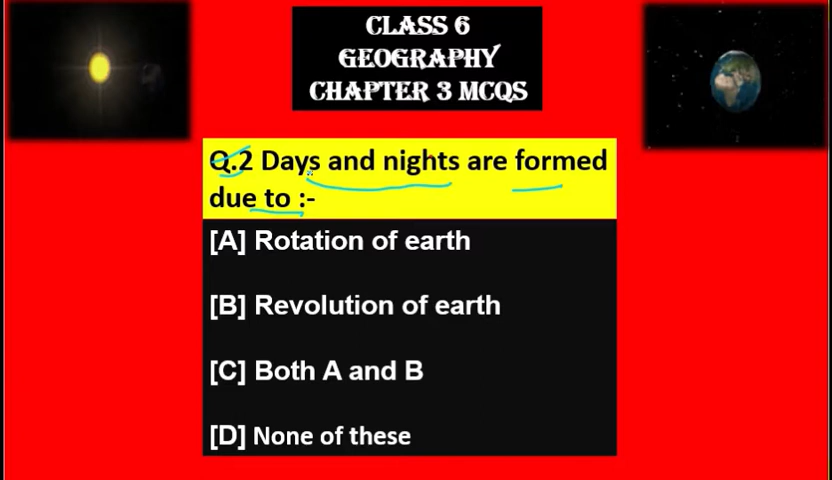 CLASS 6
GEOGRAPHY
CHAPTER 3 MCQS
Q.2 Days and nights are formed
due to :-
[A] Rotation of earth
[B] Revolution of earth
[C] Both A and B
[D] None of these